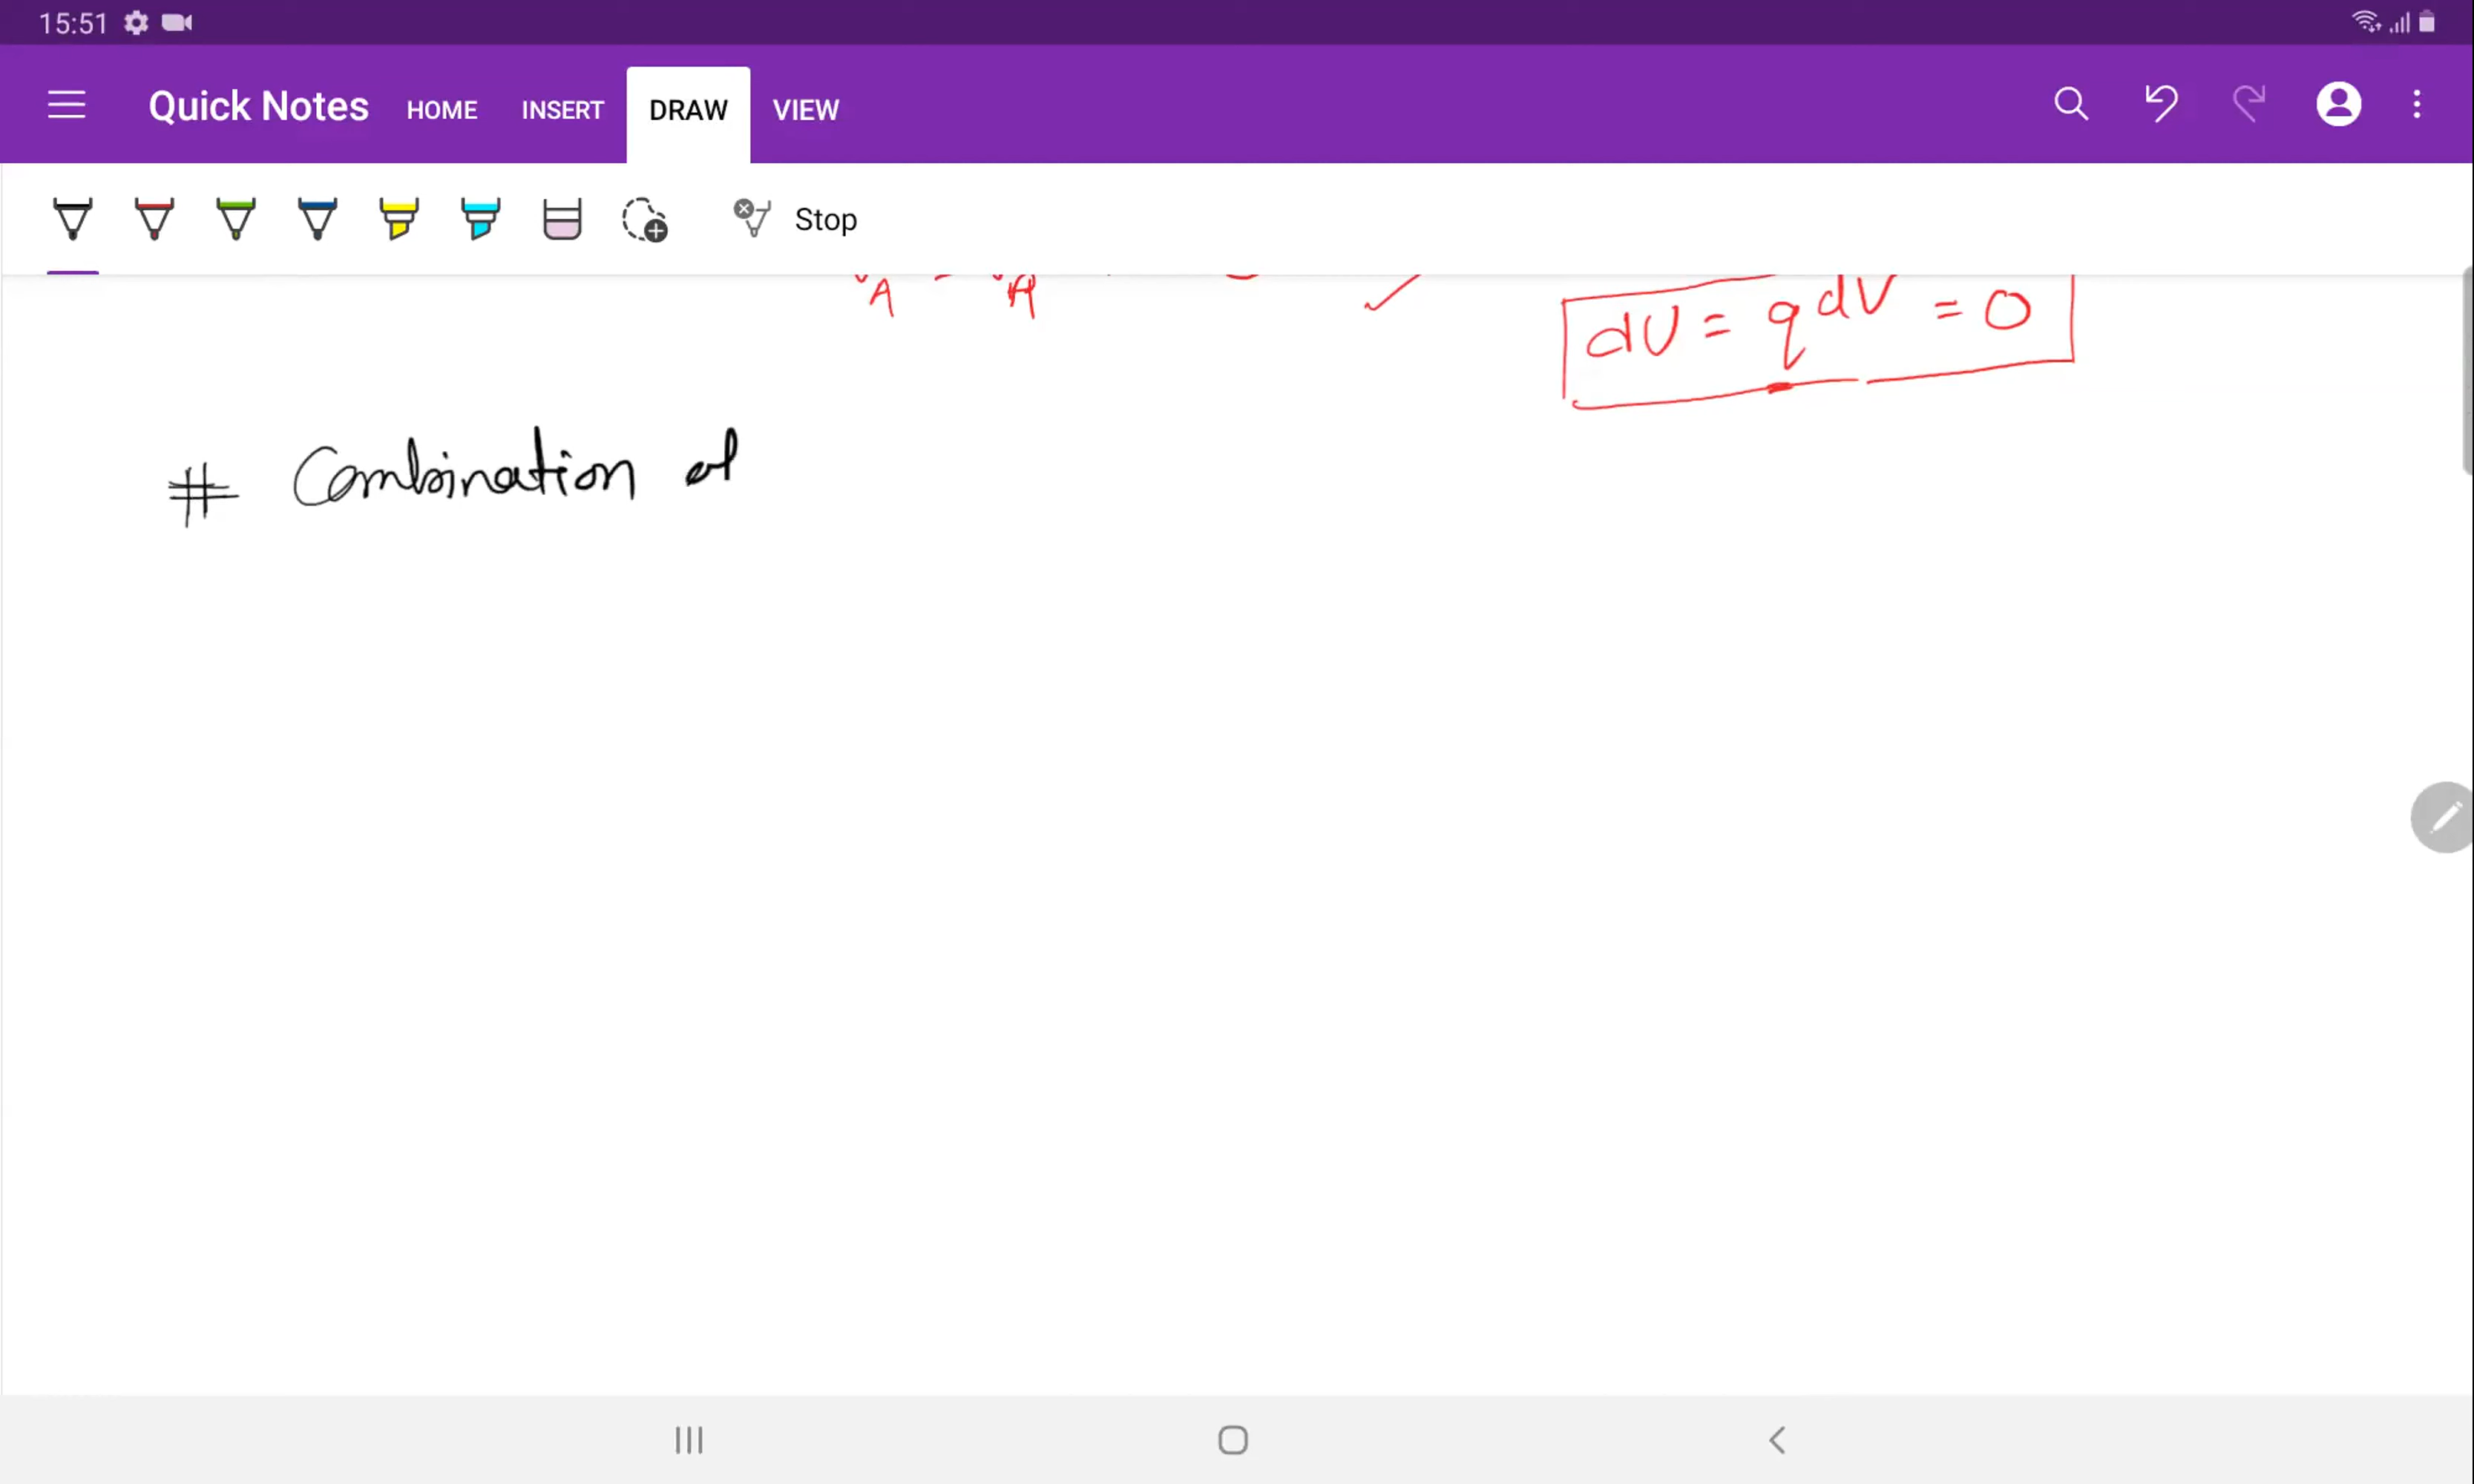 15:51
Quick Notes HOME INSERT DRAW VIEW
Stop
A = A
dU = q dV = 0
# Combination of